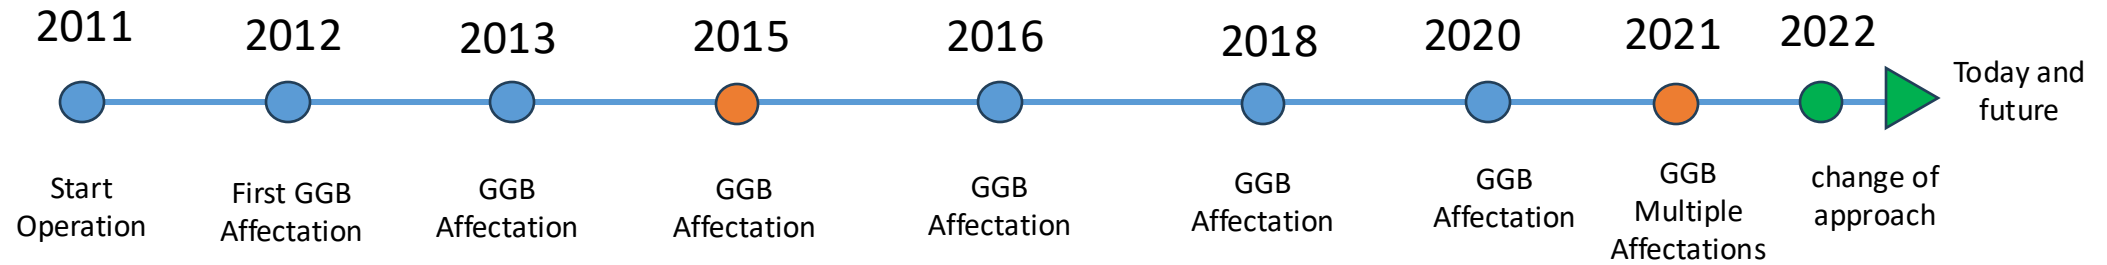 2011
2012
2013
2015
2016
2018
2020
2021
2022
Today and
future
Start
Operation
First GGB
Affectation
GGB
Affectation
GGB
Affectation
GGB
Affectation
GGB
Affectation
GGB
Affectation
GGB
Multiple
Affectations
change of
approach